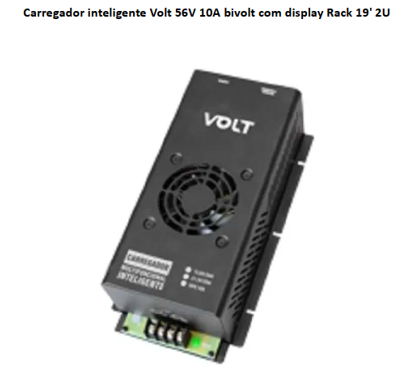 Carregador inteligente Volt 56V 10A bivolt com display Rack 19' 2U
VOLT
CARREGADOR
MULTIFUNCIONAL
INTELIGENTE